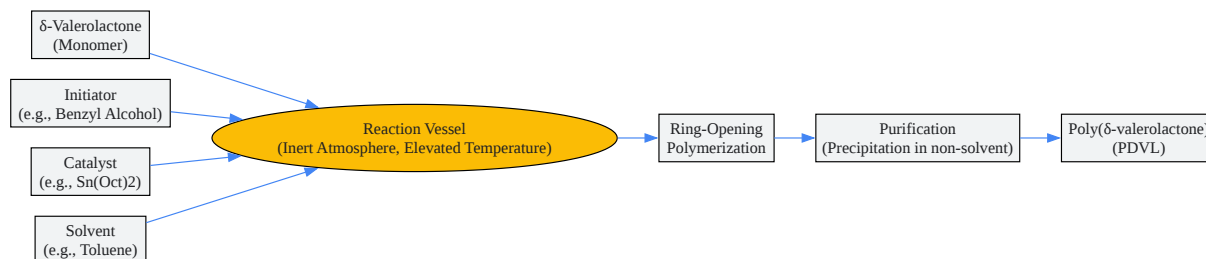 δ-Valerolactone
(Monomer)
Initiator
(e.g., Benzyl Alcohol)
Catalyst
(e.g., Sn(Oct)2)
Solvent
(e.g., Toluene)
Reaction Vessel
(Inert Atmosphere, Elevated Temperature)
Ring-Opening
Polymerization
Purification
(Precipitation in non-solvent)
Poly(δ-valerolactone)
(PDVL)